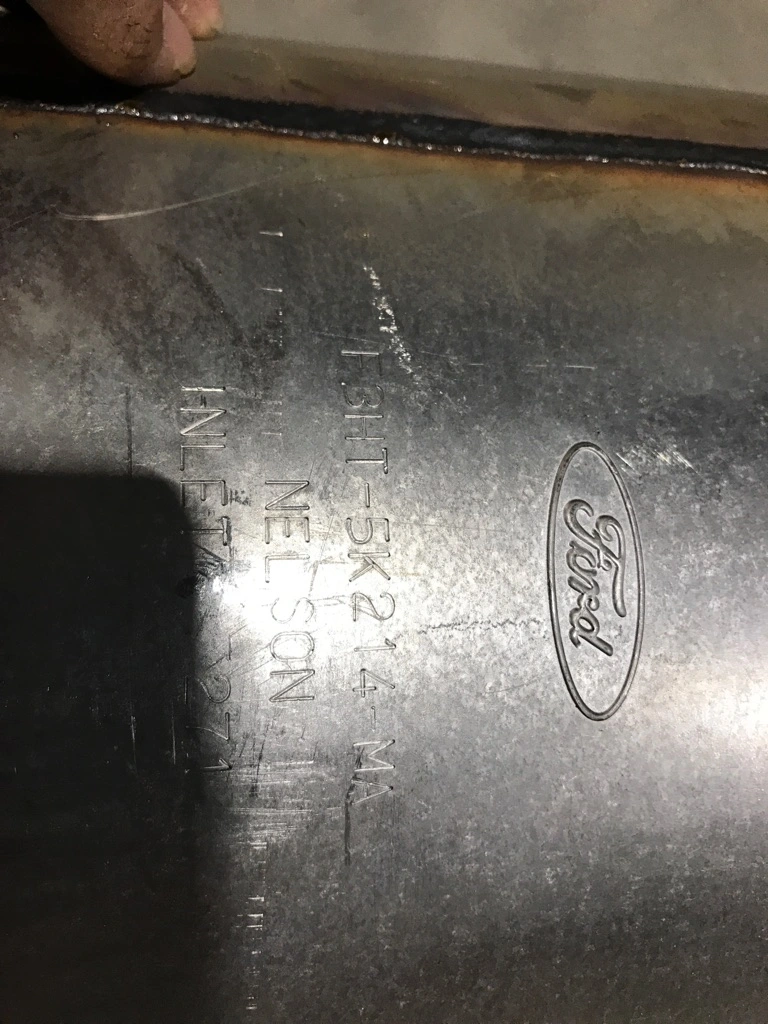 Ford
F3HT-5K214-MA
NELSON
INLET